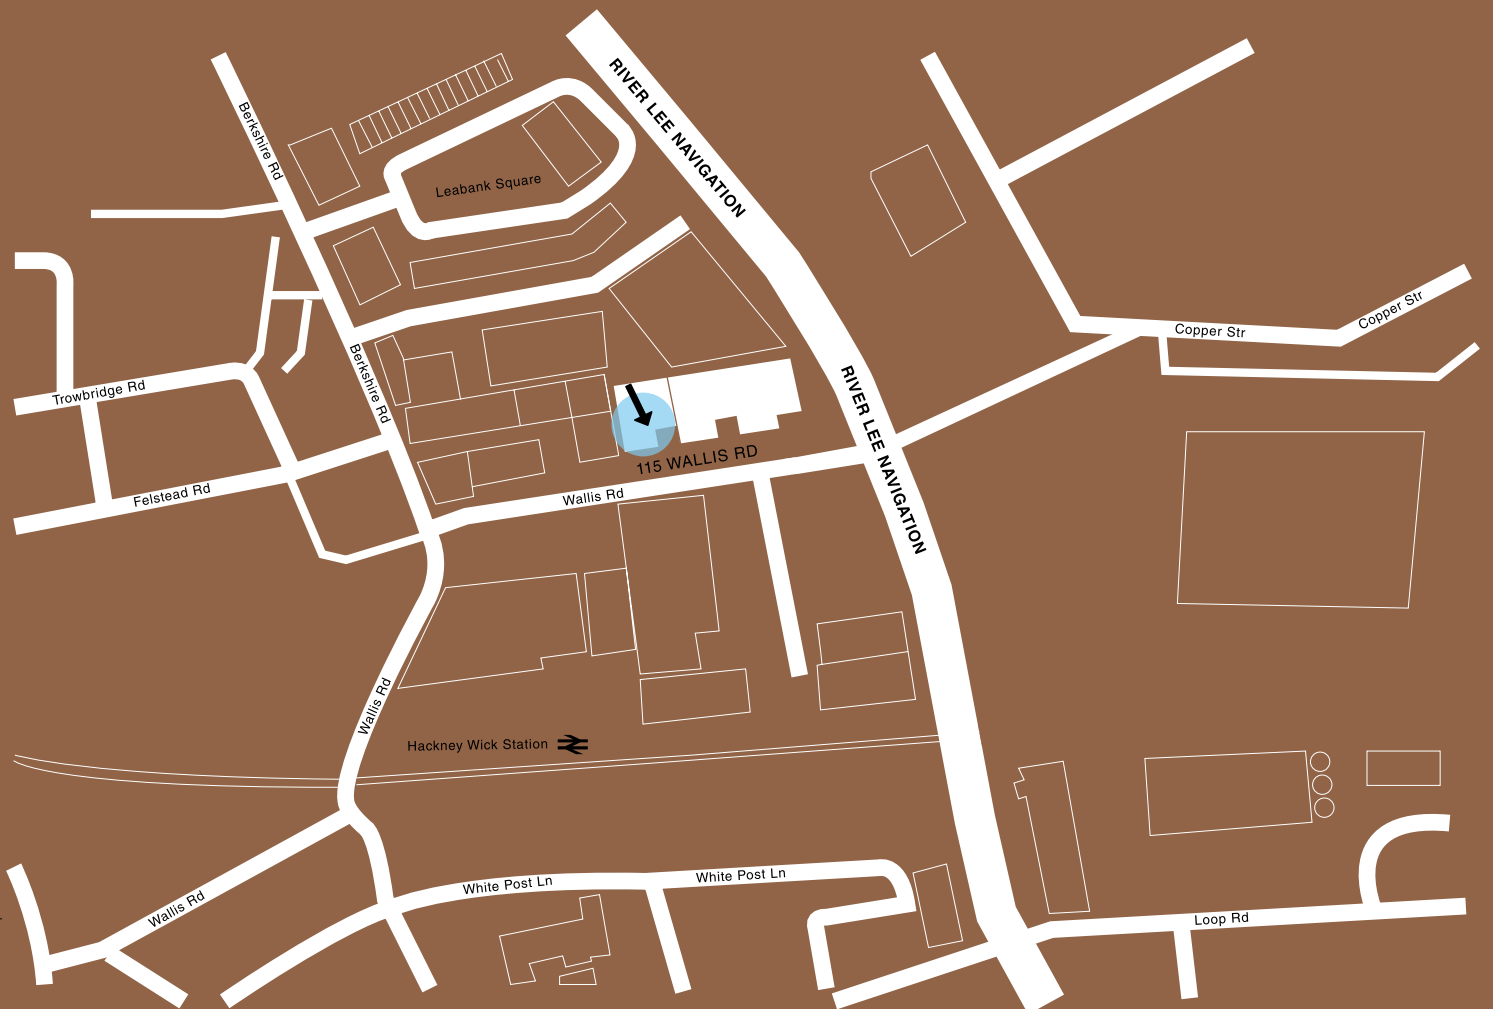 RIVER LEE NAVIGATION
Berkshire Rd
Leabank Square
Copper Str
Copper Str
Berkshire Rd
Trowbridge Rd
RIVER LEE NAVIGATION
115 WALLIS RD
Felstead Rd
Wallis Rd
Wallis Rd
Hackney Wick Station
White Post Ln
White Post Ln
Wallis Rd
Loop Rd